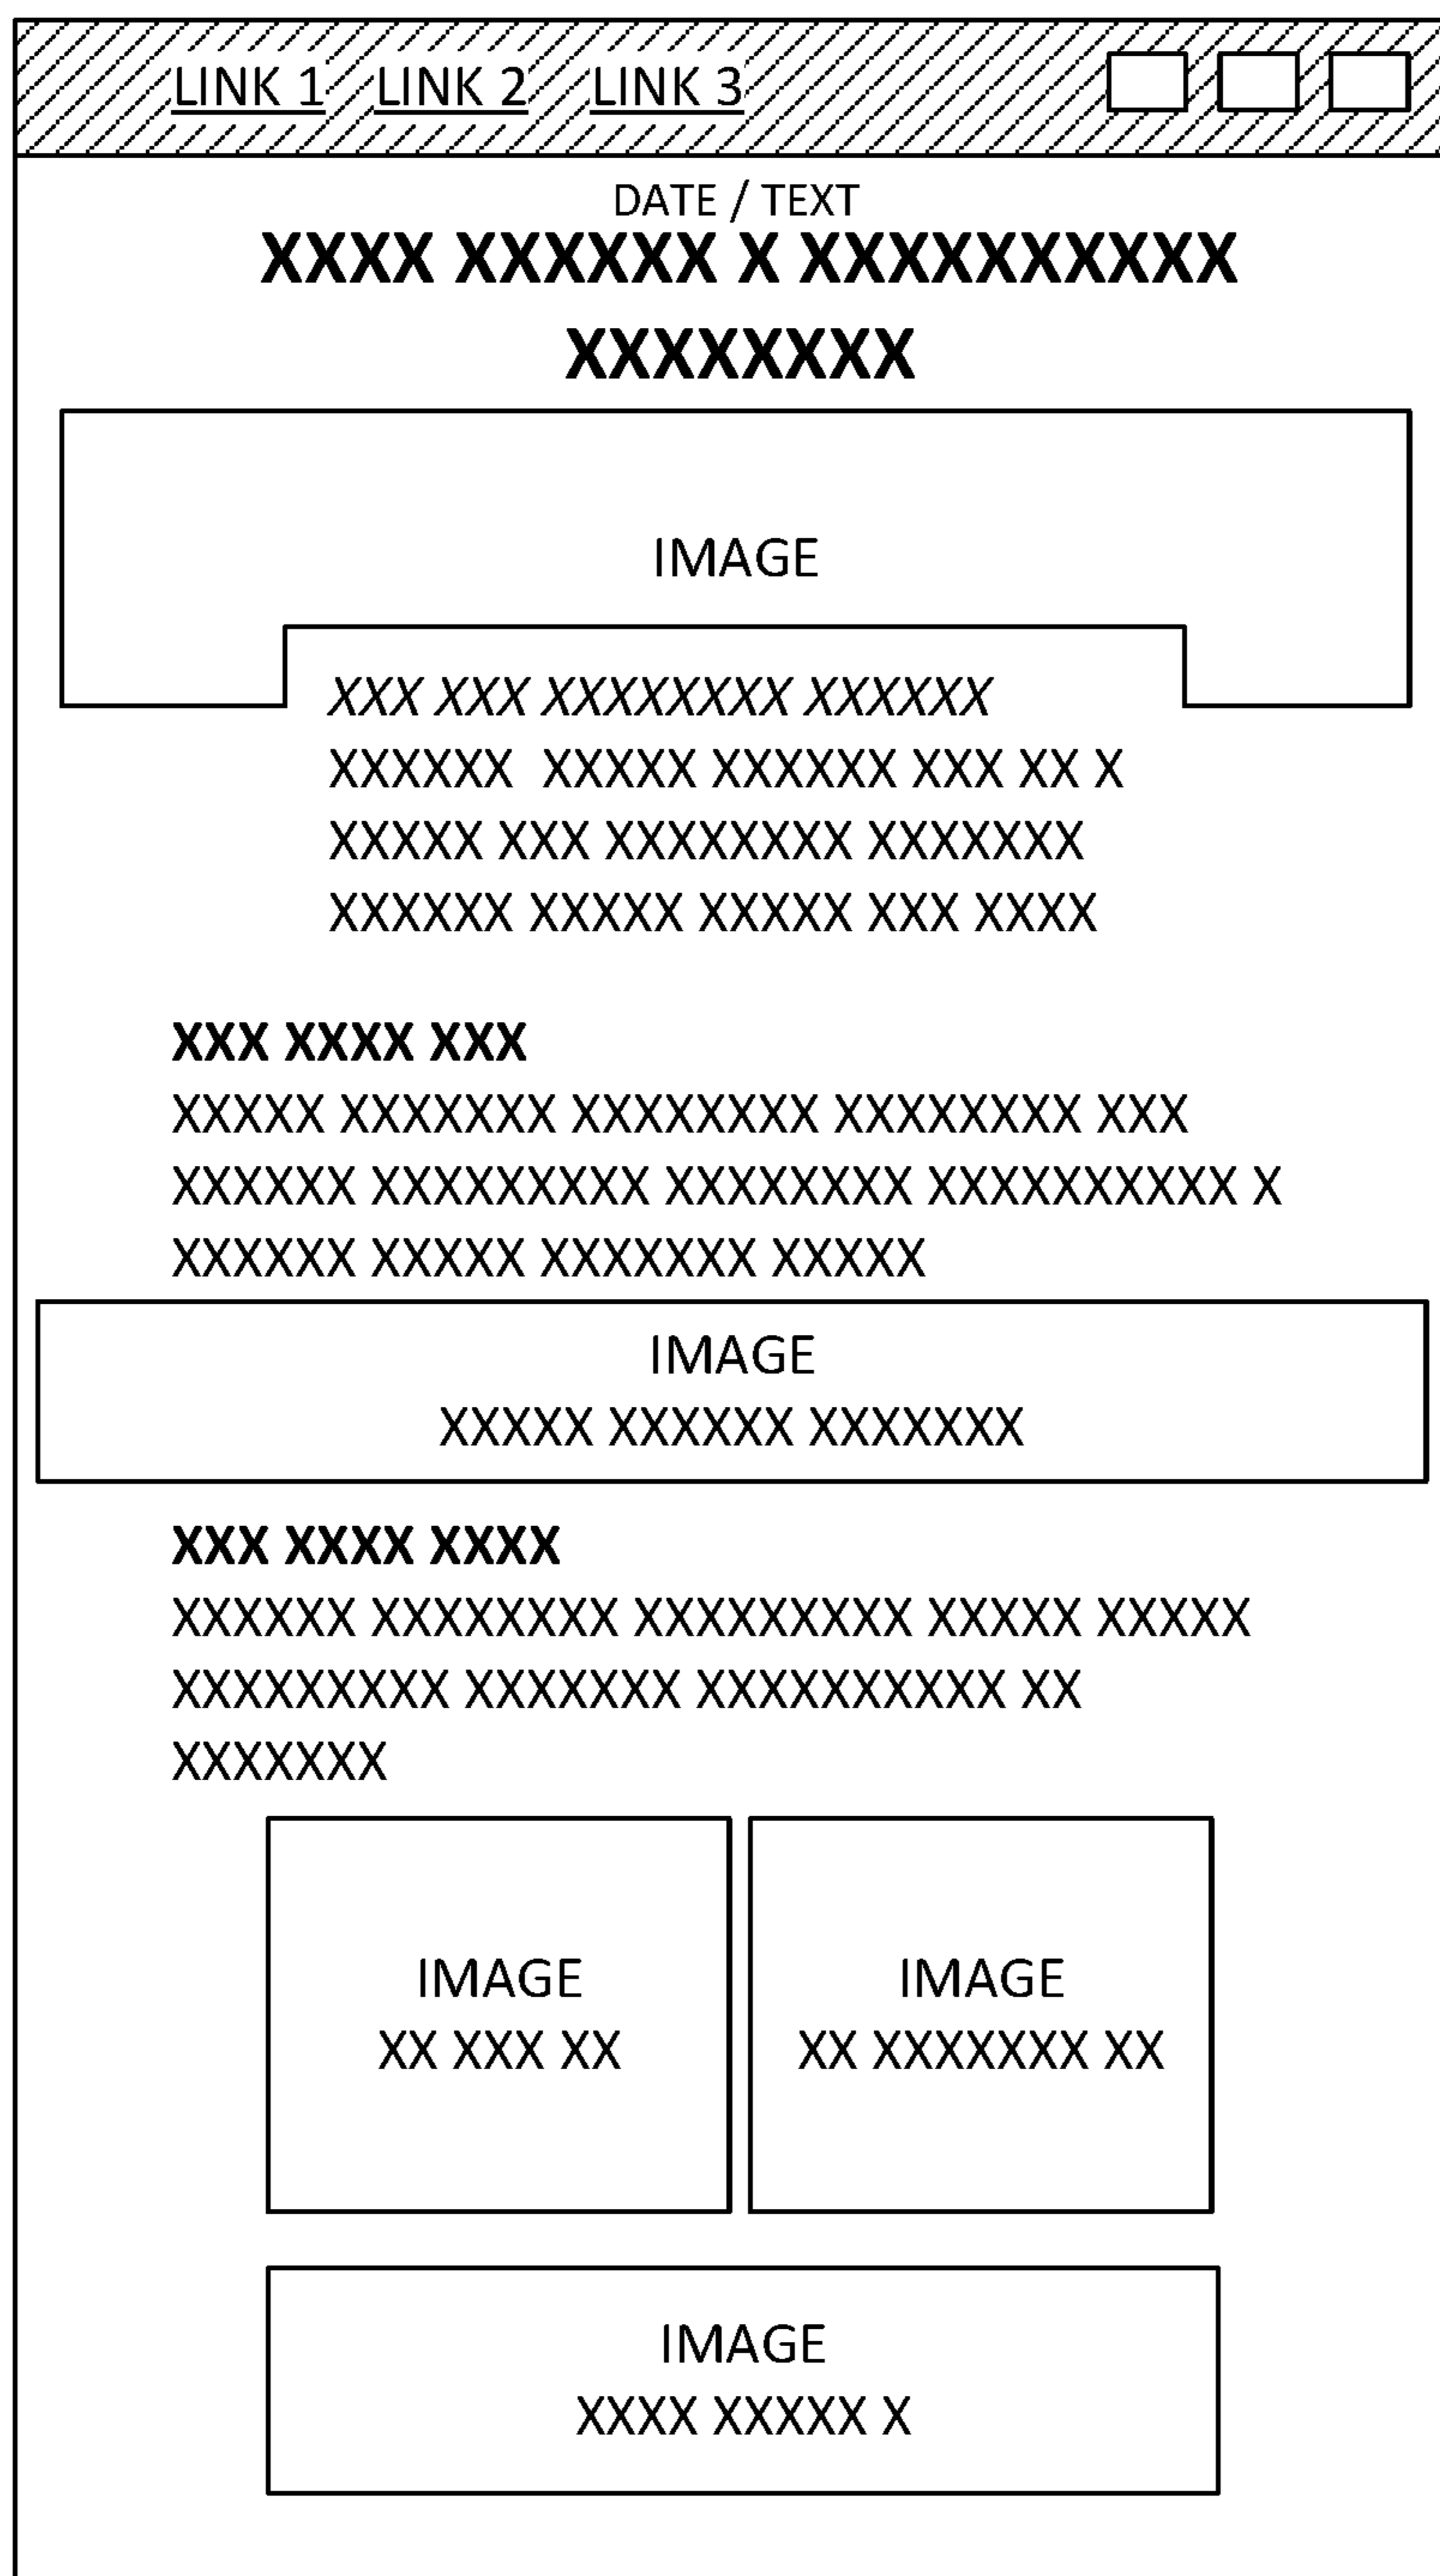 LINK 1 LINK 2 LINK 3
DATE / TEXT
XXXX XXXXXX X XXXXXXXXXX
XXXXXXXX
IMAGE
XXX XXX XXXXXXXX XXXXXX
XXXXXX XXXXX XXXXXX XXX XX X
XXXXX XXX XXXXXXXX XXXXXXX
XXXXXX XXXXX XXXXX XXX XXXX
XXX XXXX XXX
XXXXX XXXXXXX XXXXXXXX XXXXXXXX XXX
XXXXXX XXXXXXXXX XXXXXXXX XXXXXXXXXX X
XXXXXX XXXXX XXXXXXX XXXXX
IMAGE
XXXXX XXXXXX XXXXXXX
XXX XXXX XXXX
XXXXXX XXXXXXXX XXXXXXXXX XXXXX XXXXX
XXXXXXXXX XXXXXXX XXXXXXXXXX XX
XXXXXXX
IMAGE
XX XXX XX
IMAGE
XX XXXXXXX XX
IMAGE
XXXX XXXXX X